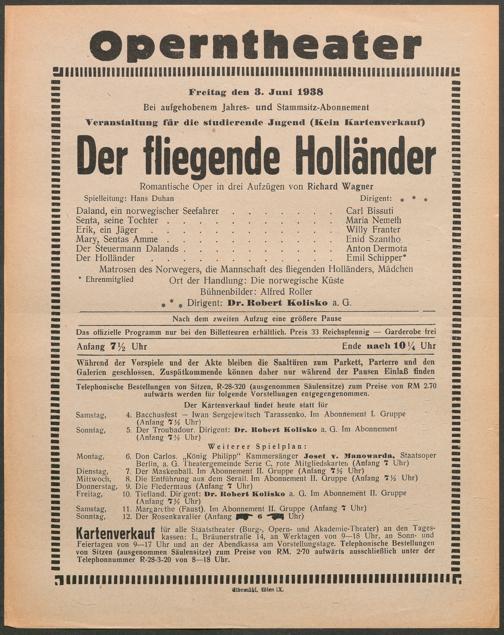 Operntheater
Freitag den 3. Juni 1938
Bei aufgehobenem Jahres- und Stammsitz-Abonnement
Veranstaltung für die studierende Jugend (Kein Kartenverkauf)
Der fliegende Holländer
Romantische Oper in drei Aufzügen von Richard Wagner
Spielleitung: Hans Duhan Dirigent: * * *
Daland, ein norwegischer Seefahrer . . . . . . . Carl Bissuti
Senta, seine Tochter . . . . . . . . . Maria Nemeth
Erik, ein Jäger . . . . . . . . . . Willy Franter
Mary, Sentas Amme . . . . . . . . . Enid Szantho
Der Steuermann Dalands . . . . . . . . Anton Dermota
Der Holländer . . . . . . . . . . Emil Schipper*
Matrosen des Norwegers, die Mannschaft des fliegenden Holländers, Mädchen
* Ehrenmitglied Ort der Handlung: Die norwegische Küste
Bühnenbilder: Alfred Roller
* * * Dirigent: Dr. Robert Kolisko a. G.
Nach dem zweiten Aufzug eine größere Pause
Das offizielle Programm nur bei den Billetteuren erhältlich. Preis 33 Reichspfennig — Garderobe frei
Anfang 7½ Uhr Ende nach 10¼ Uhr
Während der Vorspiele und der Akte bleiben die Saaltüren zum Parkett, Parterre und den
Galerien geschlossen, Zuspätkommende können daher nur während der Pausen Einlaß finden
Telephonische Bestellungen von Sitzen, R-28-320 (ausgenommen Säulensitze) zum Preise von RM 2.70
aufwärts werden für folgende Vorstellungen entgegengenommen.
Der Kartenverkauf findet heute statt für
Samstag, 4. Bacchusfest — Iwan Sergejewitsch Tarassenko. Im Abonnement I. Gruppe
(Anfang 7½ Uhr)
Sonntag, 5. Der Troubadour. Dirigent: Dr. Robert Kolisko a. G. Im Abonnement
(Anfang 7½ Uhr)
Weiterer Spielplan:
Montag, 6. Don Carlos. „König Philipp" Kammersänger Josef v. Manowarda, Staatsoper
Berlin, a. G. Theatergemeinde Serie C, rote Mitgliedskarten (Anfang 7 Uhr)
Dienstag, 7. Der Maskenball. Im Abonnement II. Gruppe (Anfang 7½ Uhr)
Mittwoch, 8. Die Entführung aus dem Serail. Im Abonnement II. Gruppe (Anfang 7½ Uhr)
Donnerstag, 9. Die Fledermaus (Anfang 7 Uhr)
Freitag, 10. Tiefland. Dirigent: Dr. Robert Kolisko a. G. Im Abonnement II. Gruppe
(Anfang 7½ Uhr)
Samstag, 11. Margarethe (Faust). Im Abonnement II. Gruppe (Anfang 7 Uhr)
Sonntag, 12. Der Rosenkavalier (Anfang 6 Uhr)
Kartenverkauf für alle Staatstheater (Burg-, Opern- und Akademie-Theater) an den Tages-
kassen: I., Bräunerstraße 14, an Werktagen von 9—18 Uhr, an Sonn- und
Feiertagen von 9—17 Uhr und an der Abendkassa am Vorstellungstage. Telephonische Bestellungen
von Sitzen (ausgenommen Säulensitze) zum Preise von RM. 2·70 aufwärts ausschließlich unter der
Telephonnummer R-28-3-20 von 8—18 Uhr.
Elbemühl, Wien IX.